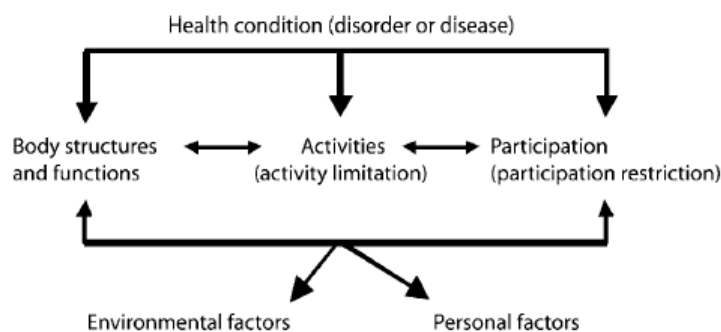 Health condition (disorder or disease)
Body structures
and functions
Activities
(activity limitation)
Participation
(participation restriction)
Environmental factors
Personal factors